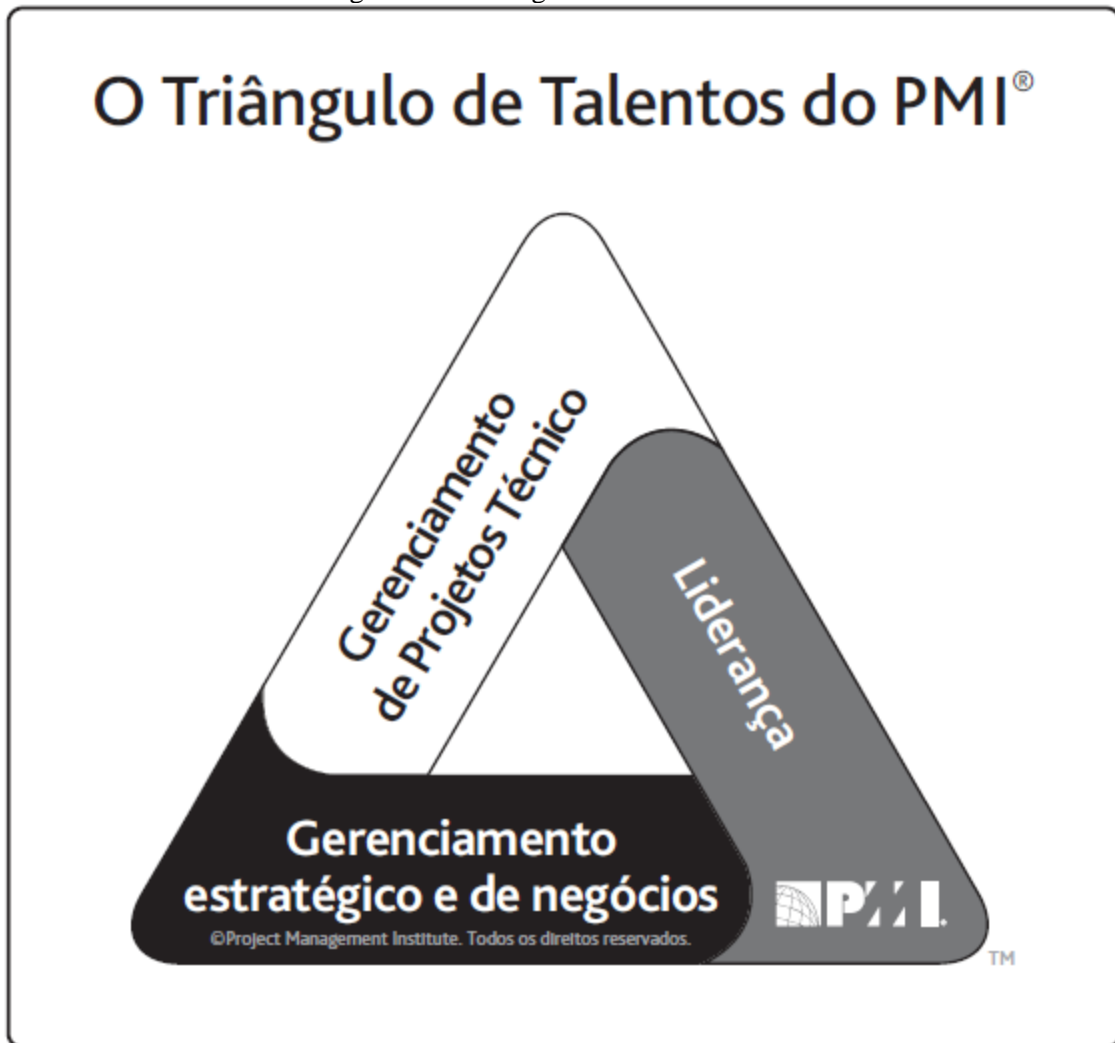 O Triângulo de Talentos do PMI®
Gerenciamento
de Projetos Técnico
Liderança
Gerenciamento
estratégico e de negócios
©Project Management Institute. Todos os direitos reservados.
PMI.
TM